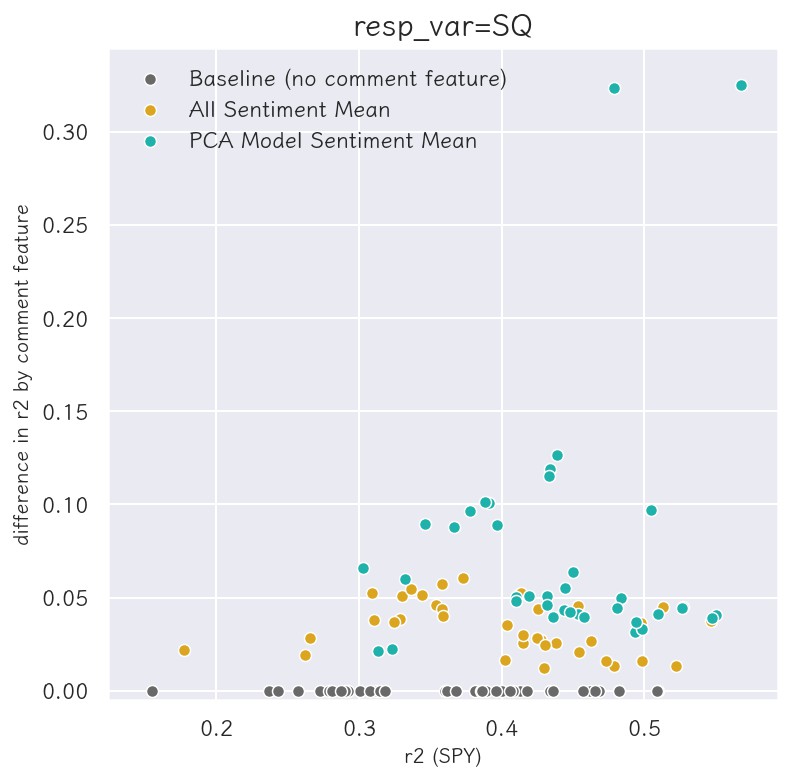 resp_var=SQ
Baseline (no comment feature)
All Sentiment Mean
PCA Model Sentiment Mean
difference in r2 by comment feature
0.30
0.25
0.20
0.15
0.10
0.05
0.00
0.2 0.3 0.4 0.5
r2 (SPY)